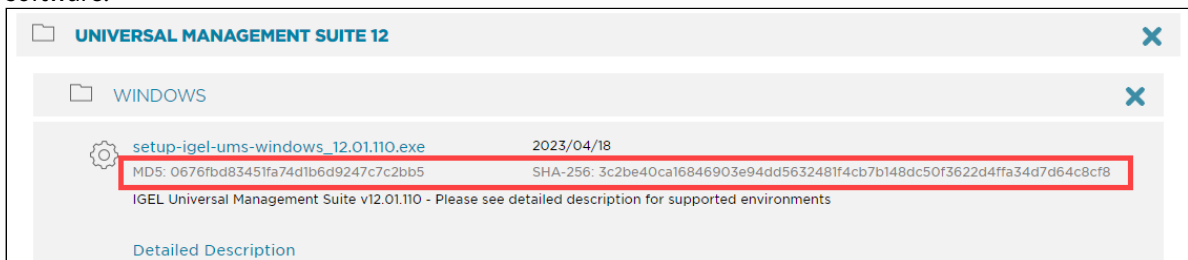 software.
UNIVERSAL MANAGEMENT SUITE 12
WINDOWS
setup-igel-ums-windows_12.01.110.exe 2023/04/18
MD5: 0676fbd83451fa74d1b6d9247c7c2bb5 SHA-256: 3c2be40ca16846903e94dd5632481f4cb7b148dc50f3622d4ffa34d7d64c8cf8
IGEL Universal Management Suite v12.01.110 - Please see detailed description for supported environments
Detailed Description